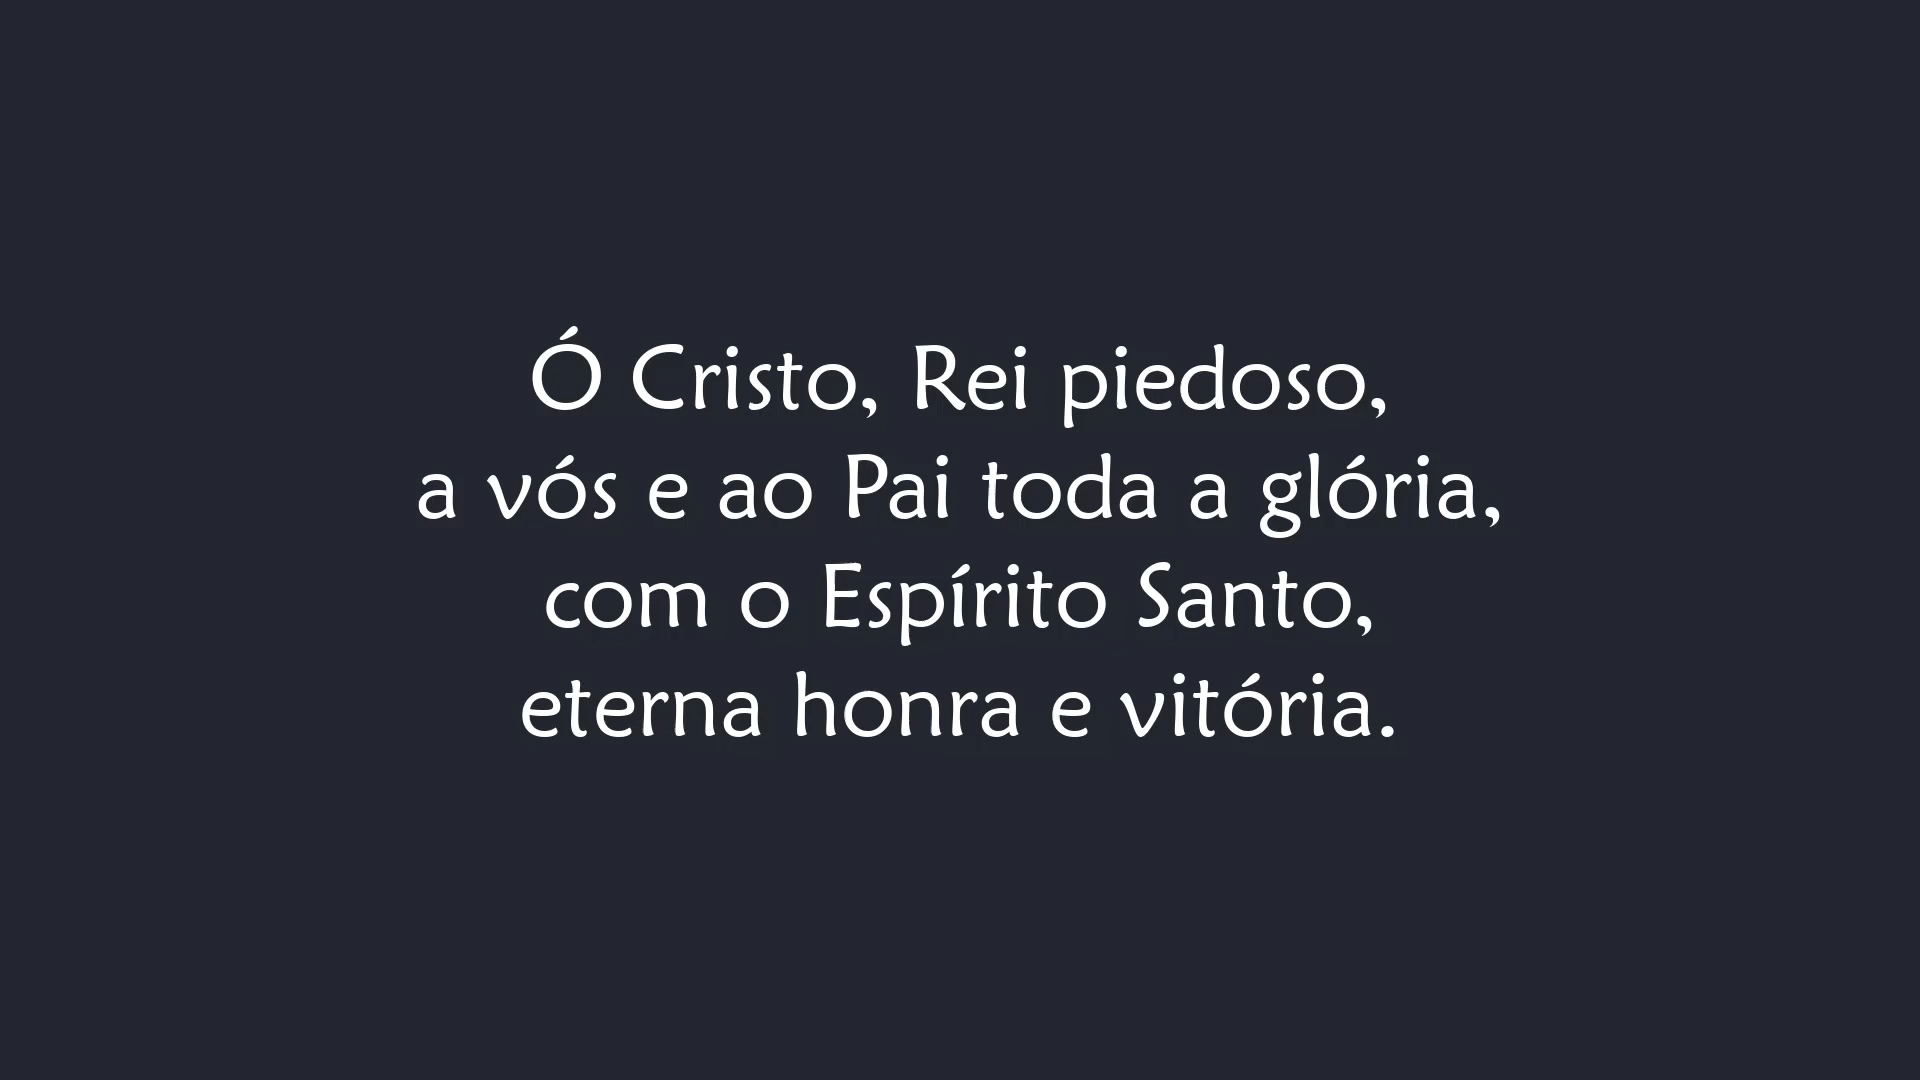 Ó Cristo, Rei piedoso,
a vós e ao Pai toda a glória,
com o Espírito Santo,
eterna honra e vitória.